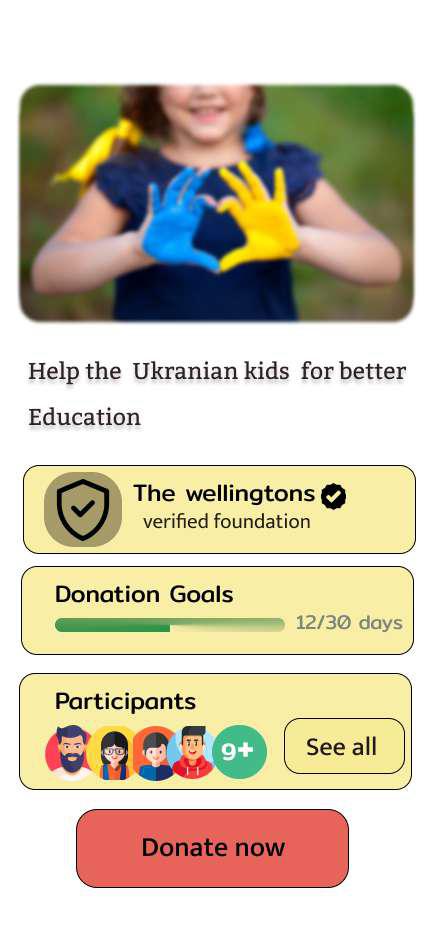 Help the Ukranian kids for better
Education
The wellingtons
verified foundation
Donation Goals
12/30 days
Participants
9+
See all
Donate now